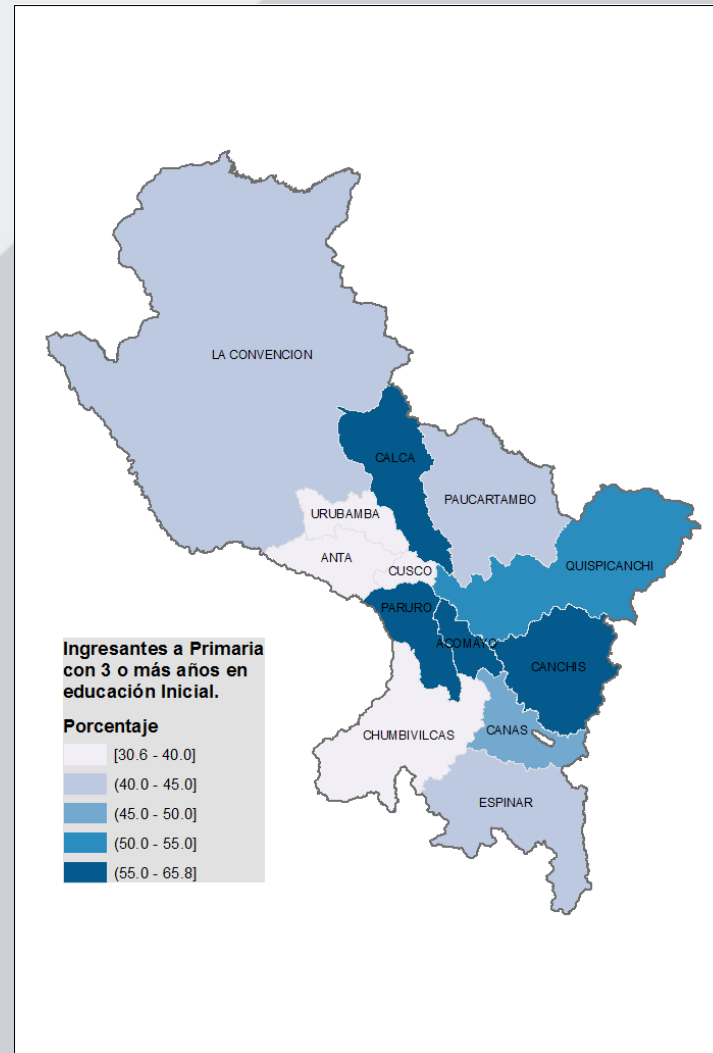 LA CONVENCION
CALCA
PAUCARTAMBO
URUBAMBA
ANTA
CUSCO
QUISPICANCHI
PARURO
ACOMAYO
CANCHIS
CHUMBIVILCAS
CANAS
ESPINAR
Ingresantes a Primaria
con 3 o más años en
educación Inicial.
Porcentaje
[30.6 - 40.0]
(40.0 - 45.0]
(45.0 - 50.0]
(50.0 - 55.0]
(55.0 - 65.8]